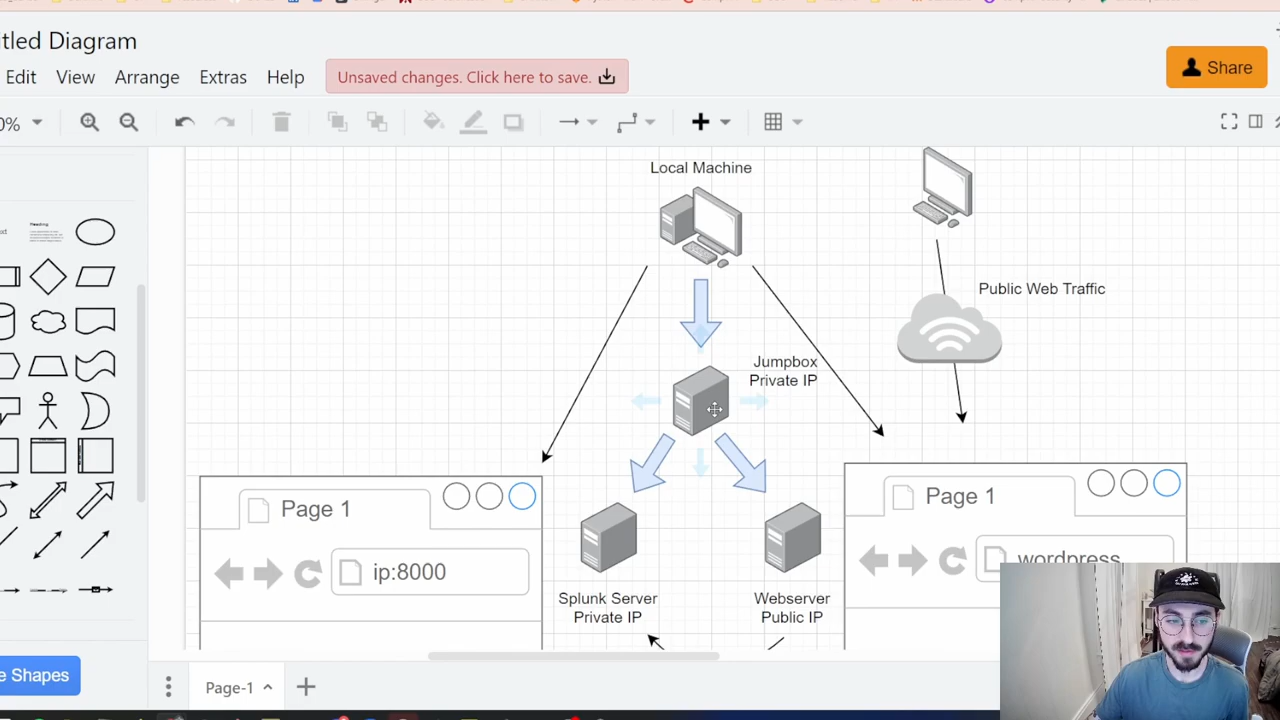 titled Diagram
Edit View Arrange Extras Help Unsaved changes. Click here to save.
Share
0%
Heading
Local Machine
Public Web Traffic
Jumpbox
Private IP
Page 1
ip:8000
Splunk Server
Private IP
Webserver
Public IP
Page 1
wordpress
e Shapes
Page-1